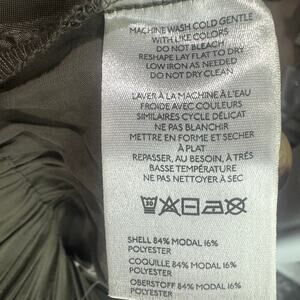 MACHINE WASH COLD GENTLE
WITH LIKE COLORS
DO NOT BLEACH
RESHAPE LAY FLAT TO DRY
LOW IRON AS NEEDED
DO NOT DRY CLEAN
LAVER À LA MACHINE À L'EAU
FROIDE AVEC COULEURS
SIMILAIRES CYCLE DÉLICAT
NE PAS BLANCHIR
METTRE EN FORME ET SECHER
À PLAT
REPASSER, AU BESOIN, À TRÉS
BASSE TEMPÉRATURE
NE PAS NETTOYER À SEC
30
SHELL 84% MODAL 16%
POLYESTER
COQUILLE 84% MODAL 16%
POLYESTER
OBERSTOFF 84% MODAL 16%
POLYESTER